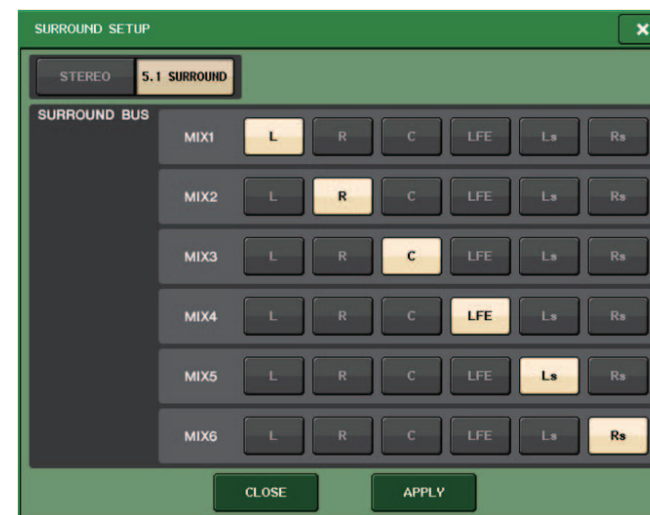 SURROUND SETUP
STEREO 5.1 SURROUND
SURROUND BUS
MIX1 L R C LFE Ls Rs
MIX2 L R C LFE Ls Rs
MIX3 L R C LFE Ls Rs
MIX4 L R C LFE Ls Rs
MIX5 L R C LFE Ls Rs
MIX6 L R C LFE Ls Rs
CLOSE APPLY